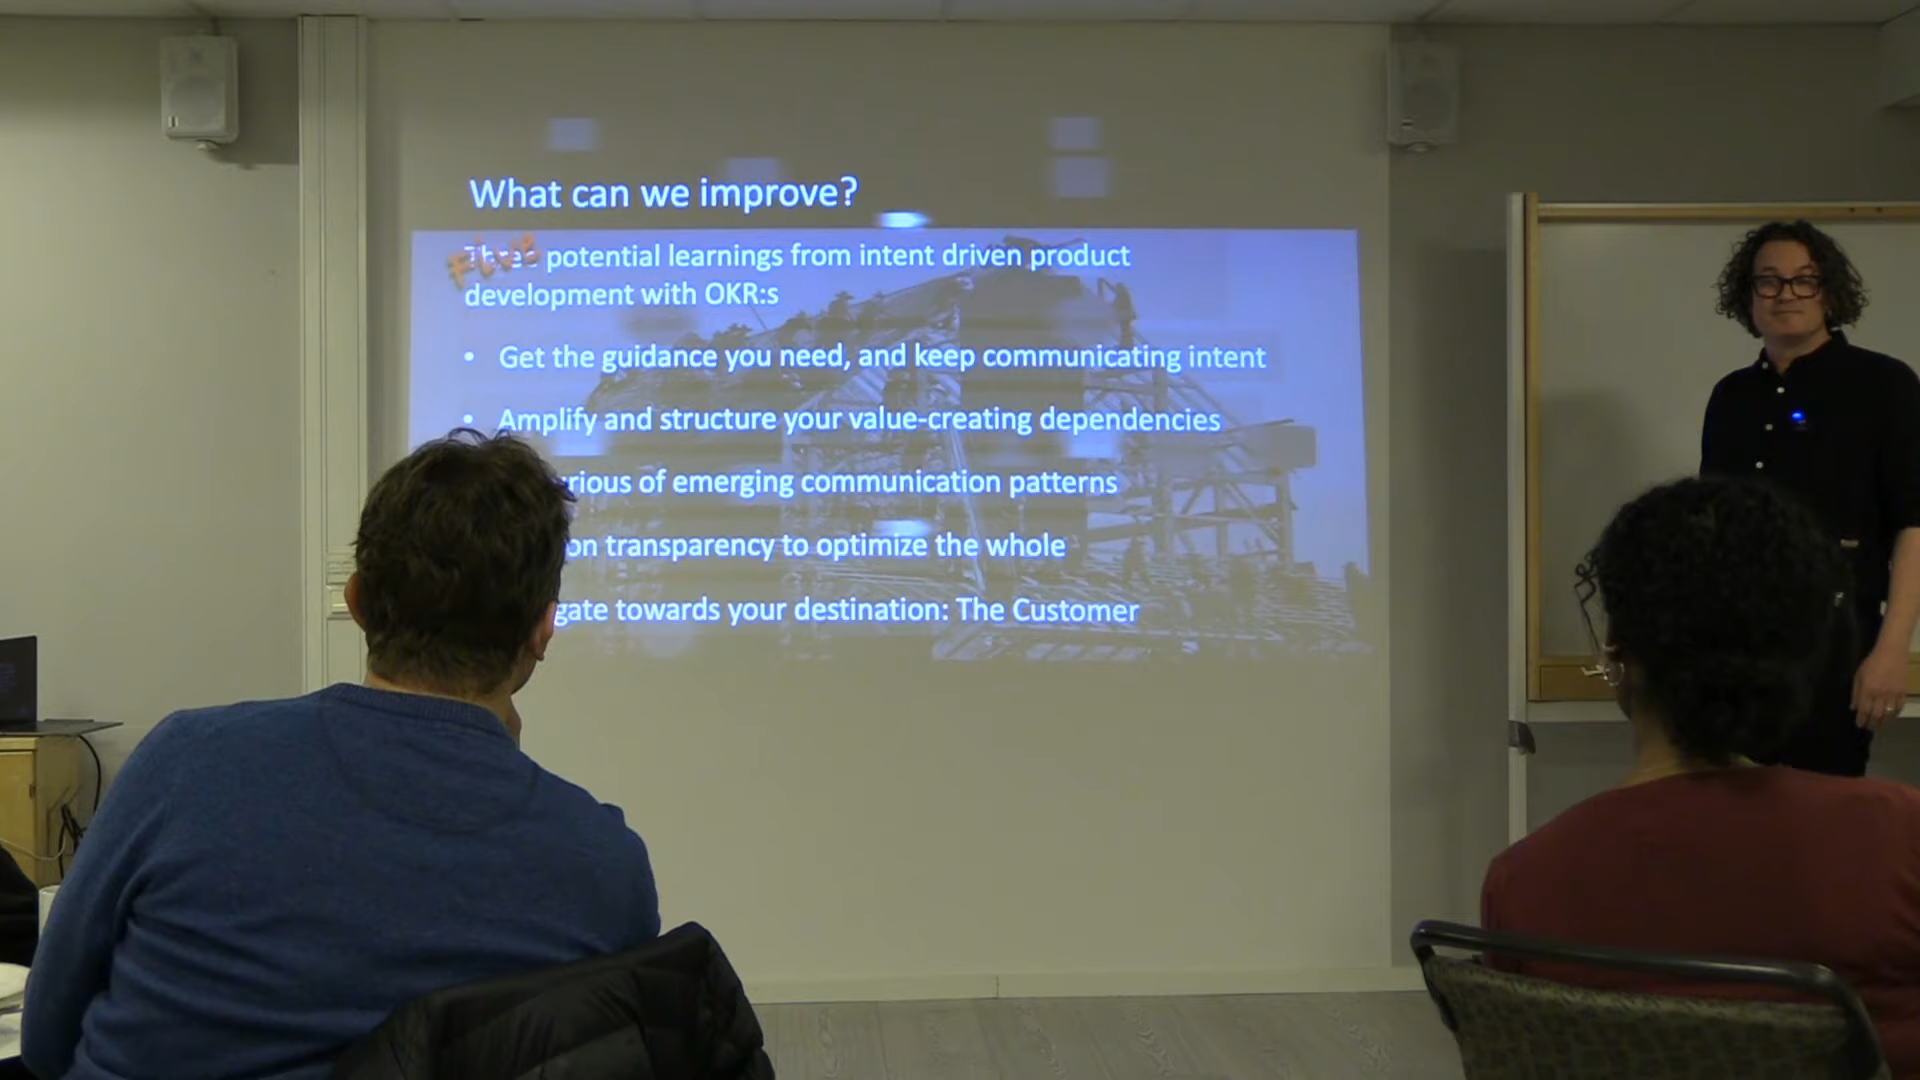 What can we improve?
Five
Three potential learnings from intent driven product
development with OKR:s
• Get the guidance you need, and keep communicating intent
• Amplify and structure your value-creating dependencies
rious of emerging communication patterns
on transparency to optimize the whole
gate towards your destination: The Customer